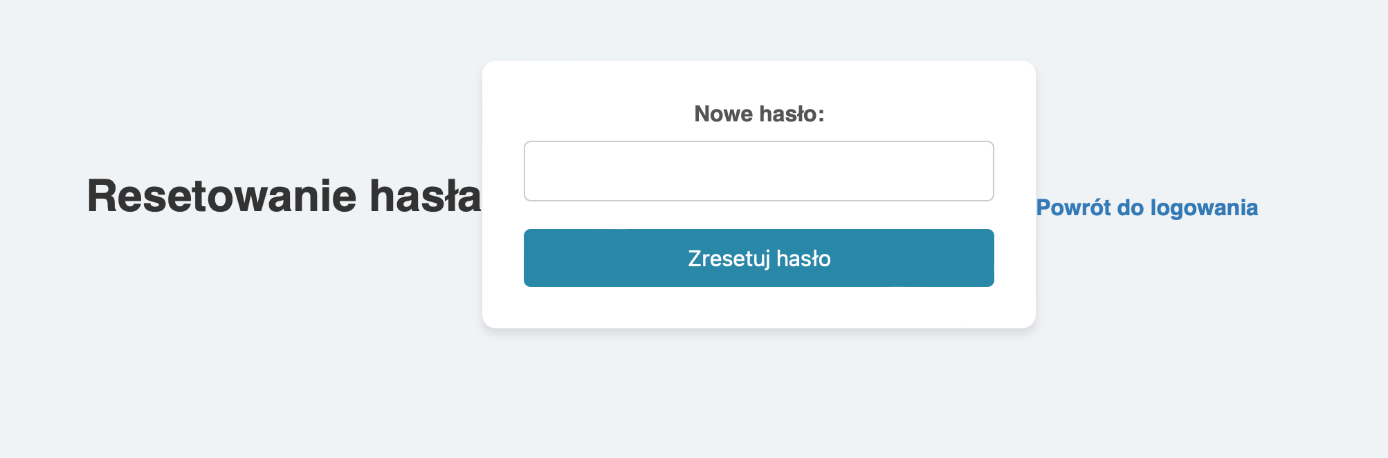 Resetowanie hasła
Nowe hasło:
Zresetuj hasło
Powrót do logowania